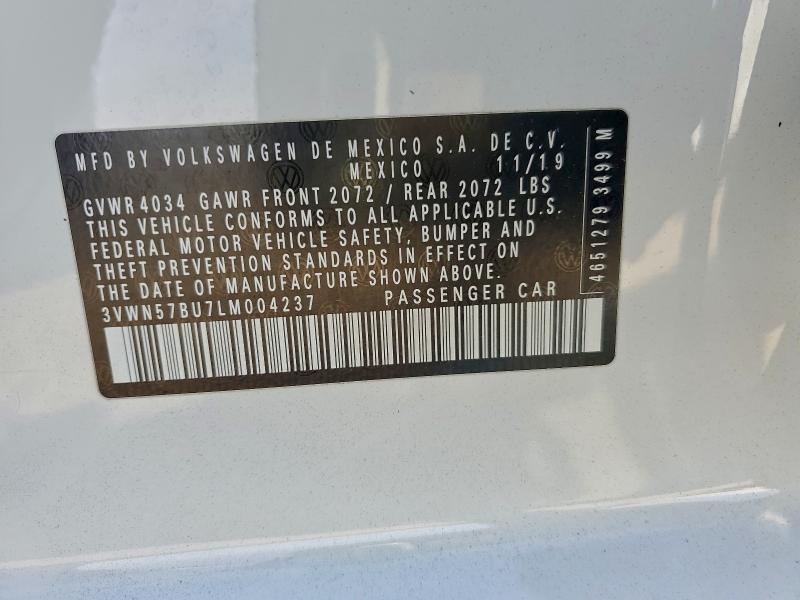 MFD BY VOLKSWAGEN DE MEXICO S.A. DE C.V.
MEXICO 11/19
GVWR 4034 GAWR FRONT 2072 / REAR 2072 LBS
THIS VEHICLE CONFORMS TO ALL APPLICABLE U.S.
FEDERAL MOTOR VEHICLE SAFETY, BUMPER AND
THEFT PREVENTION STANDARDS IN EFFECT ON
THE DATE OF MANUFACTURE SHOWN ABOVE.
3VWN57BU7LM004237 PASSENGER CAR
4651279 3499 M